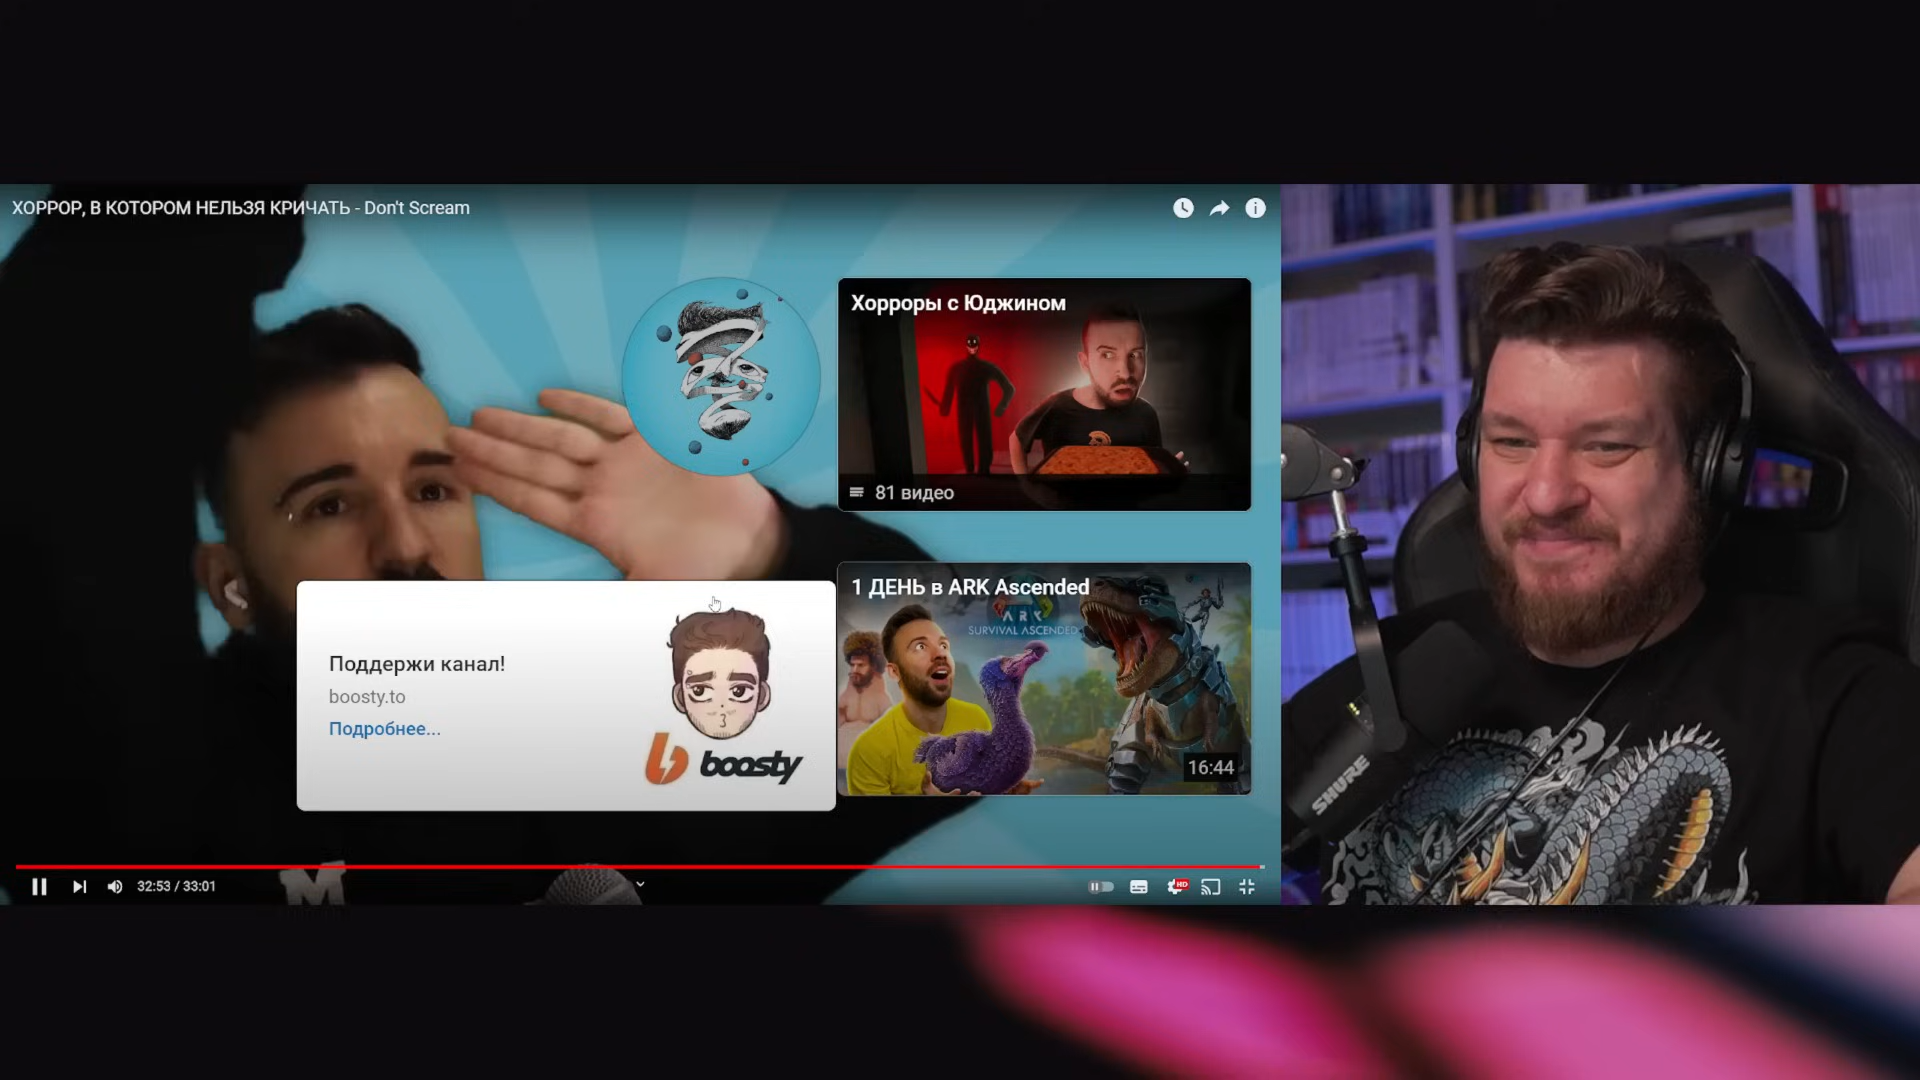 ХОРРОР, В КОТОРОМ НЕЛЬЗЯ КРИЧАТЬ - Don't Scream
Хорроры с Юджином
81 видео
1 ДЕНЬ в ARK Ascended
ARK
SURVIVAL ASCENDED
16:44
Поддержи канал!
boosty.to
Подробнее...
boosty
SHURE
M
32:53 / 33:01
HD